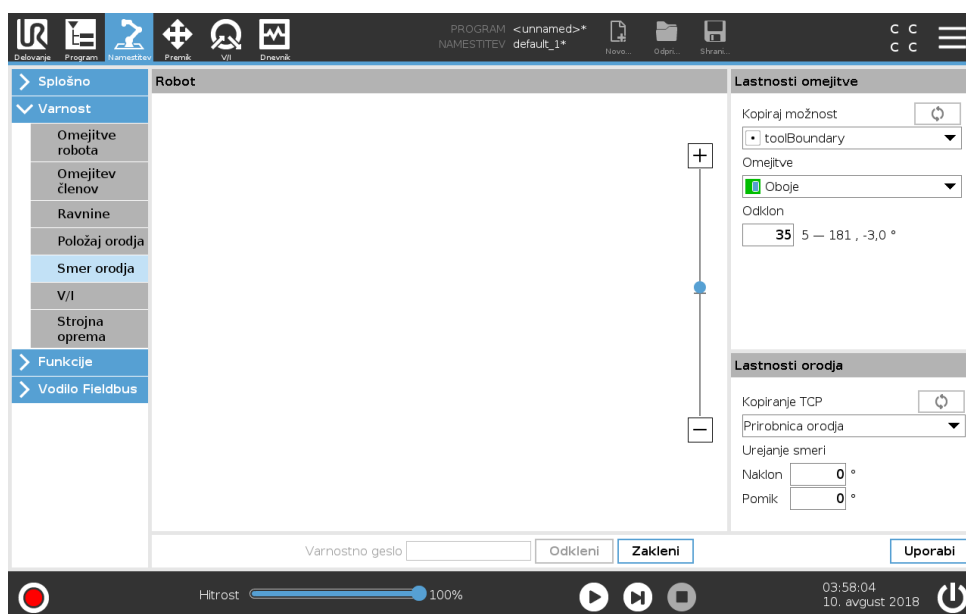 PROGRAM <unnamed>*
NAMESTITEV default_1*
Delovanje Program Namestitev Premik V/I Dnevnik Novo... Odpri... Shrani...
C C
C C
Splošno
Varnost
Omejitve robota
Omejitev členov
Ravnine
Položaj orodja
Smer orodja
V/I
Strojna oprema
Funkcije
Vodilo Fieldbus
Robot
Lastnosti omejitve
Kopiraj možnost
toolBoundary
Omejitve
Oboje
Odklon
35 5 — 181 , -3,0 °
Lastnosti orodja
Kopiranje TCP
Prirobnica orodja
Urejanje smeri
Naklon 0 °
Pomik 0 °
Varnostno geslo Odkleni Zakleni Uporabi
Hitrost 100%
03:58:04
10. avgust 2018